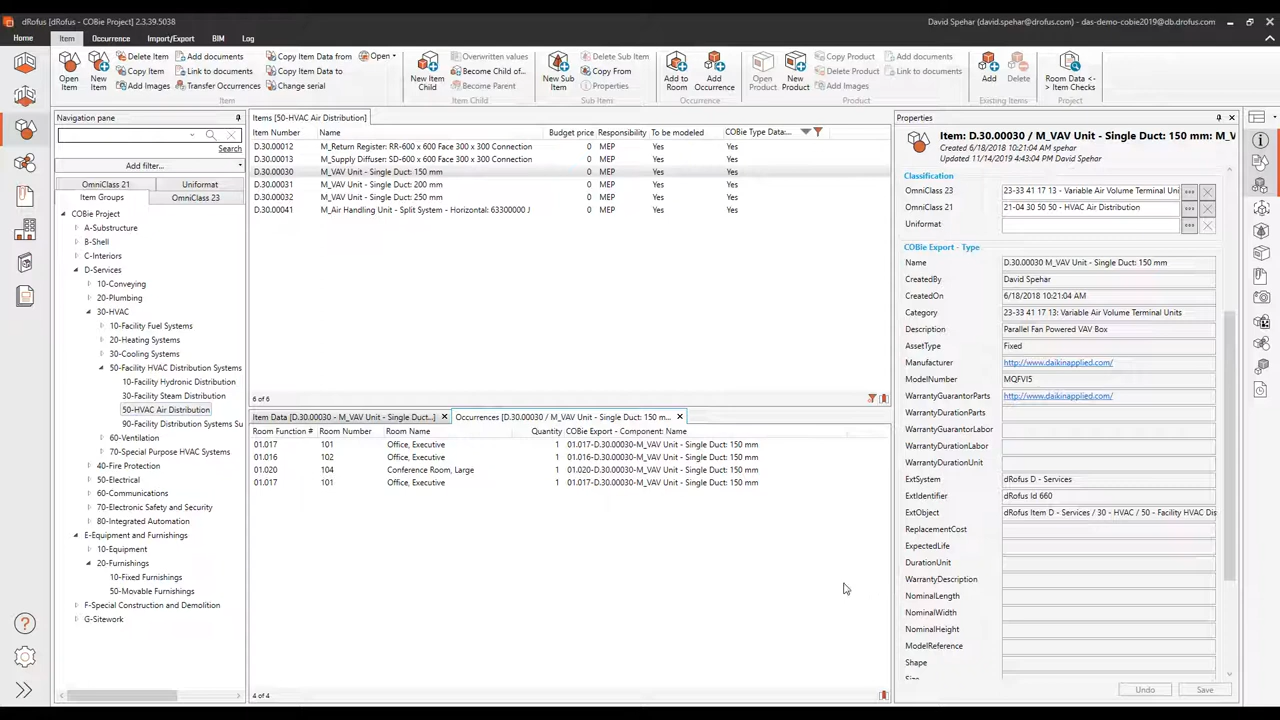 dRofus (dRofus - COBie Project) 2.3.39.5038
David Spehar (david.spehar@drofus.com) - das-demo-cobie2019@db.drofus.com
Home Item Occurrence Import/Export BIM Log
Open Item
New Item
Delete Item
Copy Item
Add Images
Add documents
Link to documents
Transfer Occurrences
Copy Item Data from
Copy Item Data to
Change serial
Open
Item
New Item Child
Overwritten values
Become Child of...
Become Parent
Item Child
New Sub Item
Delete Sub Item
Copy From
Properties
Sub Item
Add to Room
Add Occurrence
Occurrence
Open Product
New Product
Copy Product
Delete Product
Add Images
Add documents
Link to documents
Product
Add
Delete
Existing Items
Room Data <-> Item Checks
Project
Navigation pane
Search
Add filter...
OmniClass 21 Uniformat
Item Groups OmniClass 23
COBie Project
A-Substructure
B-Shell
C-Interiors
D-Services
10-Conveying
20-Plumbing
30-HVAC
10-Facility Fuel Systems
20-Heating Systems
30-Cooling Systems
50-Facility HVAC Distribution Systems
10-Facility Hydronic Distribution
30-Facility Steam Distribution
50-HVAC Air Distribution
90-Facility Distribution Systems Su
60-Ventilation
70-Special Purpose HVAC Systems
40-Fire Protection
50-Electrical
60-Communications
70-Electronic Safety and Security
80-Integrated Automation
E-Equipment and Furnishings
10-Equipment
20-Furnishings
10-Fixed Furnishings
50-Movable Furnishings
F-Special Construction and Demolition
G-Sitework
Items [50-HVAC Air Distribution]
Item Number Name Budget price Responsibility To be modeled COBie Type Data:...
D.30.00012 M_Return Register: RR-600 x 600 Face 300 x 300 Connection 0 MEP Yes Yes
D.30.00013 M_Supply Diffuser: SD-600 x 600 Face 300 x 300 Connection 0 MEP Yes Yes
D.30.00030 M_VAV Unit - Single Duct: 150 mm 0 MEP Yes Yes
D.30.00031 M_VAV Unit - Single Duct: 200 mm 0 MEP Yes Yes
D.30.00032 M_VAV Unit - Single Duct: 250 mm 0 MEP Yes Yes
D.30.00041 M_Air Handling Unit - Split System - Horizontal: 63300000 J 0 MEP Yes Yes
6 of 6
Item Data [D.30.00030 - M_VAV Unit - Single Duct...] Occurrences [D.30.00030 / M_VAV Unit - Single Duct: 150 m...
Room Function # Room Number Room Name Quantity COBie Export - Component: Name
01.017 101 Office, Executive 1 01.017-D.30.00030-M_VAV Unit - Single Duct: 150 mm
01.016 102 Office, Executive 1 01.016-D.30.00030-M_VAV Unit - Single Duct: 150 mm
01.020 104 Conference Room, Large 1 01.020-D.30.00030-M_VAV Unit - Single Duct: 150 mm
01.017 101 Office, Executive 1 01.017-D.30.00030-M_VAV Unit - Single Duct: 150 mm
4 of 4
Properties
Item: D.30.00030 / M_VAV Unit - Single Duct: 150 mm: M_V
Created 6/18/2018 10:21:04 AM spehar
Updated 11/14/2019 4:43:04 PM David Spehar
Classification
OmniClass 23 23-33 41 17 13 - Variable Air Volume Terminal Uni
OmniClass 21 21-04 30 50 50 - HVAC Air Distribution
Uniformat
COBie Export - Type
Name D.30.00030 M_VAV Unit - Single Duct: 150 mm
CreatedBy David Spehar
CreatedOn 6/18/2018 10:21:04 AM
Category 23-33 41 17 13: Variable Air Volume Terminal Units
Description Parallel Fan Powered VAV Box
AssetType Fixed
Manufacturer http://www.daikinapplied.com/
ModelNumber MQFVI5
WarrantyGuarantorParts http://www.daikinapplied.com/
WarrantyDurationParts
WarrantyGuarantorLabor
WarrantyDurationLabor
WarrantyDurationUnit
ExtSystem dRofus D - Services
ExtIdentifier dRofus Id 660
ExtObject dRofus Item D - Services / 30 - HVAC / 50 - Facility HVAC Dis
ReplacementCost
ExpectedLife
DurationUnit
WarrantyDescription
NominalLength
NominalWidth
NominalHeight
ModelReference
Shape
Size
Undo Save